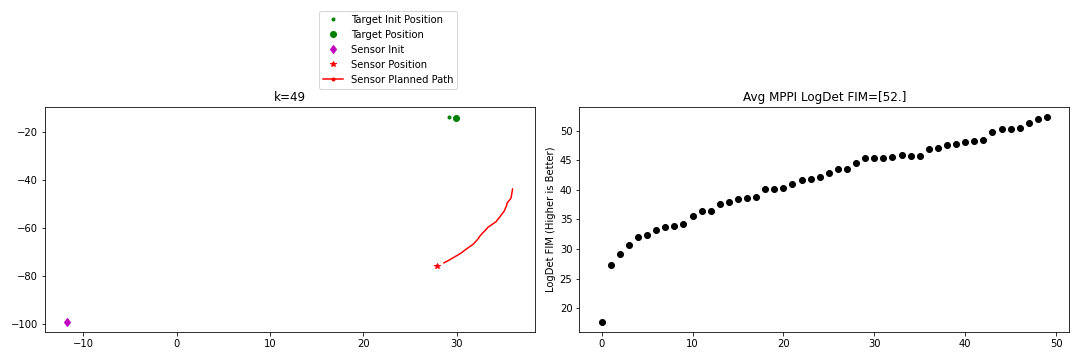 Target Init Position
Target Position
Sensor Init
Sensor Position
Sensor Planned Path
k=49
−20
−40
−60
−80
−100
−10
0
10
20
30
Avg MPPI LogDet FIM=[52.]
LogDet FIM (Higher is Better)
50
45
40
35
30
25
20
0
10
20
30
40
50